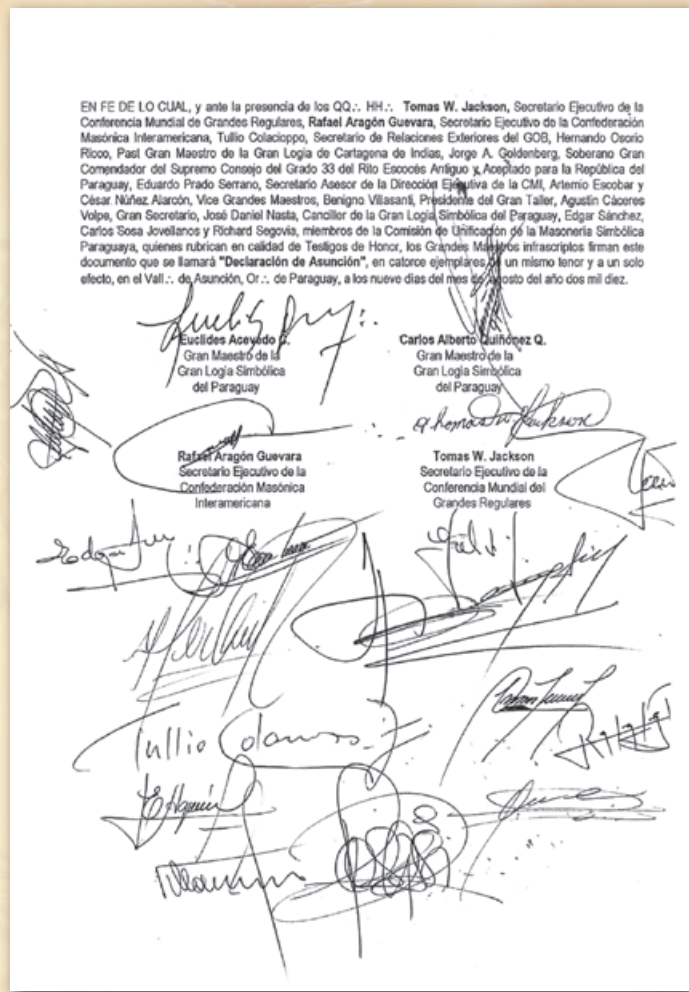 EN FE DE LO CUAL, y ante la presencia de los QQ.·. HH.·. Tomas W. Jackson, Secretario Ejecutivo de la
Conferencia Mundial de Grandes Regulares, Rafael Aragón Guevara, Secretario Ejecutivo de la Confederación
Masónica Interamericana, Tullio Colacioppo, Secretario de Relaciones Exteriores del GOB, Hernando Osorio
Ricco, Past Gran Maestro de la Gran Logia de Cartagena de Indias, Jorge A. Goldenberg, Soberano Gran
Comendador del Supremo Consejo del Grado 33 del Rito Escocés Antiguo y Aceptado para la República del
Paraguay, Eduardo Prado Serrano, Secretario Asesor de la Dirección Ejecutiva de la CMI, Artemio Escobar y
César Núñez Alarcón, Vice Grandes Maestros, Benigno Villasanti, Presidente del Gran Taller, Agustín Cáceres
Volpe, Gran Secretario, José Daniel Nasta, Canciller de la Gran Logia Simbólica del Paraguay, Edgar Sánchez,
Carlos Sosa Jovellanos y Richard Segovia, miembros de la Comisión de Unificación de la Masonería Simbólica
Paraguaya, quienes rubrican en calidad de Testigos de Honor, los Grandes Maestros infrascriptos firman este
documento que se llamará "Declaración de Asunción", en catorce ejemplares de un mismo tenor y a un solo
efecto, en el Vall.·. de Asunción, Or.·. de Paraguay, a los nueve días del mes de agosto del año dos mil diez.
Euclides Acevedo
Gran Maestro de la
Gran Logia Simbólica
del Paraguay
Carlos Alberto Quiñónez Q.
Gran Maestro de la
Gran Logia Simbólica
del Paraguay
Thomas W Jackson
Rafael Aragón Guevara
Secretario Ejecutivo de la
Confederación Masónica
Interamericana
Tomas W. Jackson
Secretario Ejecutivo de la
Conferencia Mundial del
Grandes Regulares
Tullio